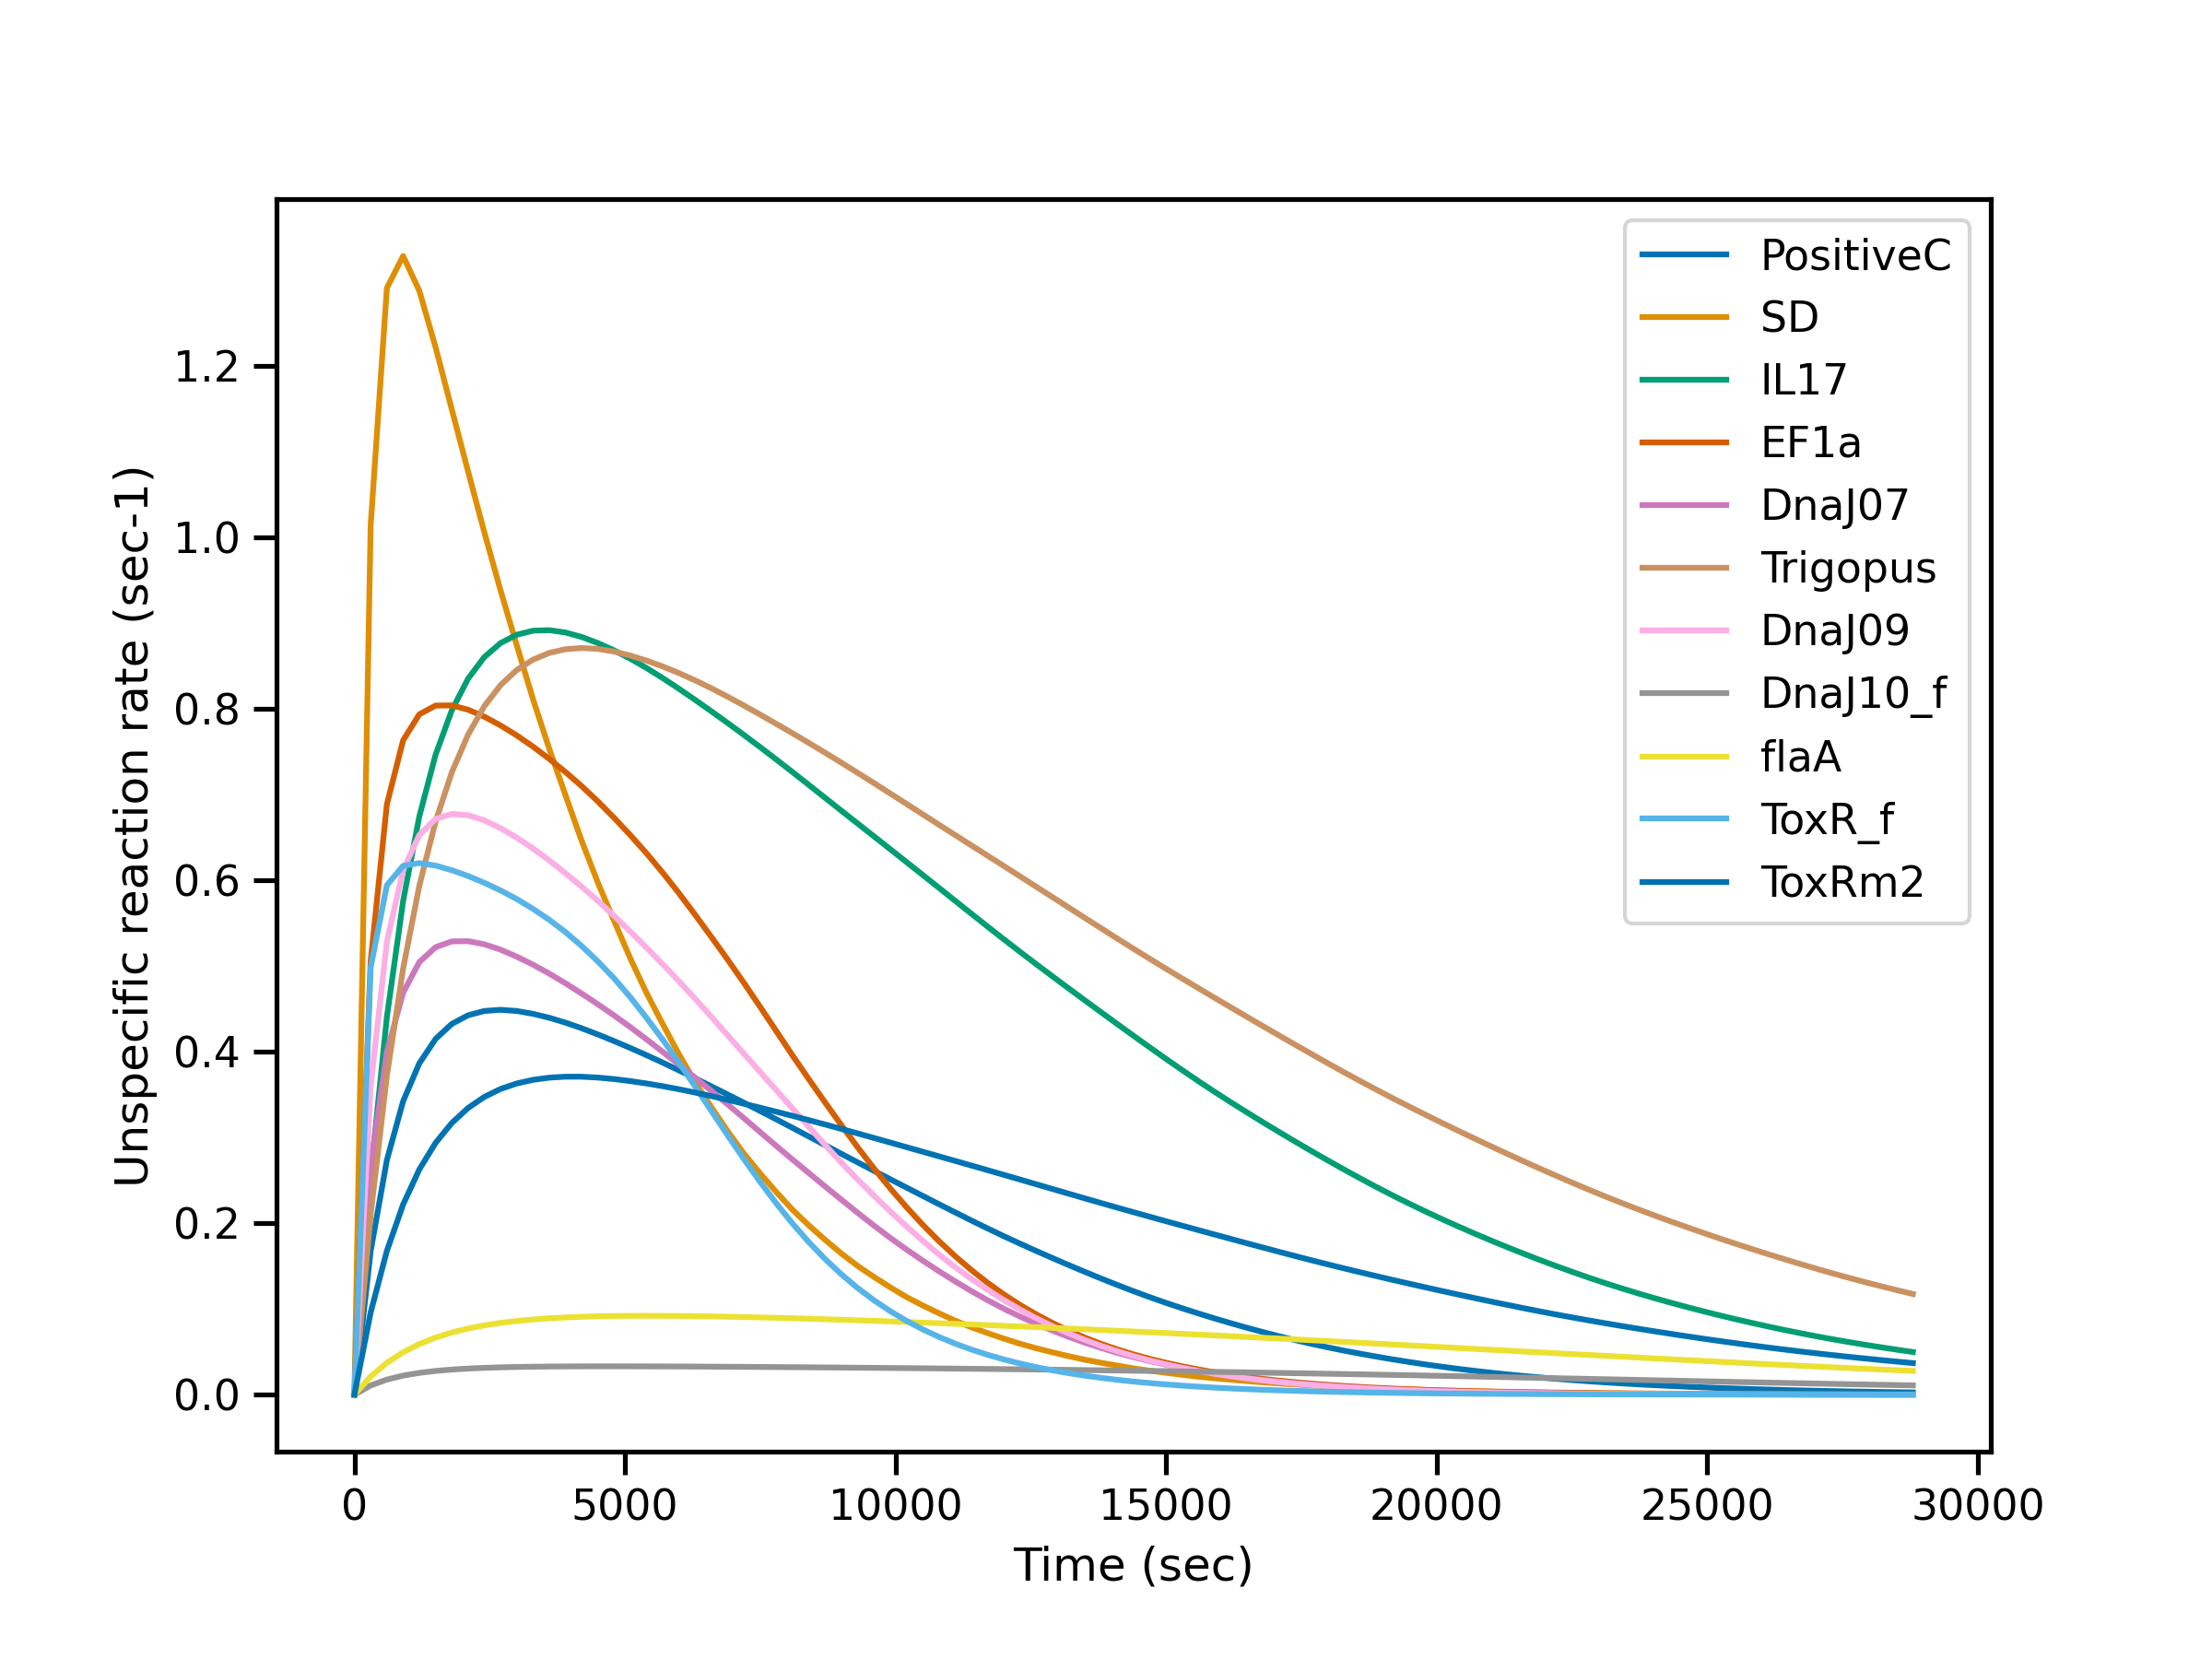 PositiveC
SD
IL17
EF1a
DnaJ07
Trigopus
DnaJ09
DnaJ10_f
flaA
ToxR_f
ToxRm2
Unspecific reaction rate (sec-1)
1.2
1.0
0.8
0.6
0.4
0.2
0.0
0 5000 10000 15000 20000 25000 30000
Time (sec)